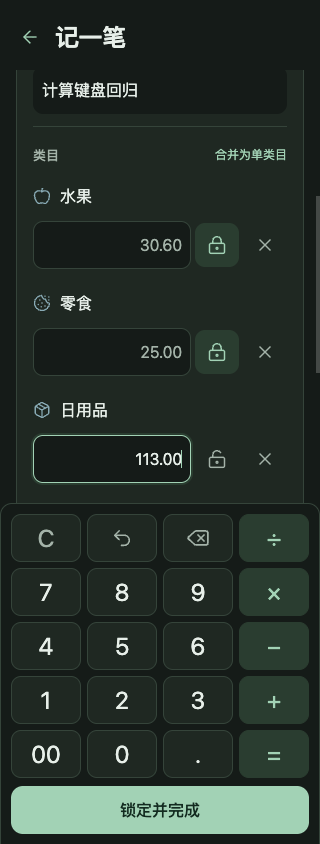 记一笔
计算键盘回归
类目 合并为单类目
水果
30.60
零食
25.00
日用品
113.00
C ÷
7 8 9 ×
4 5 6 −
1 2 3 +
00 0 . =
锁定并完成